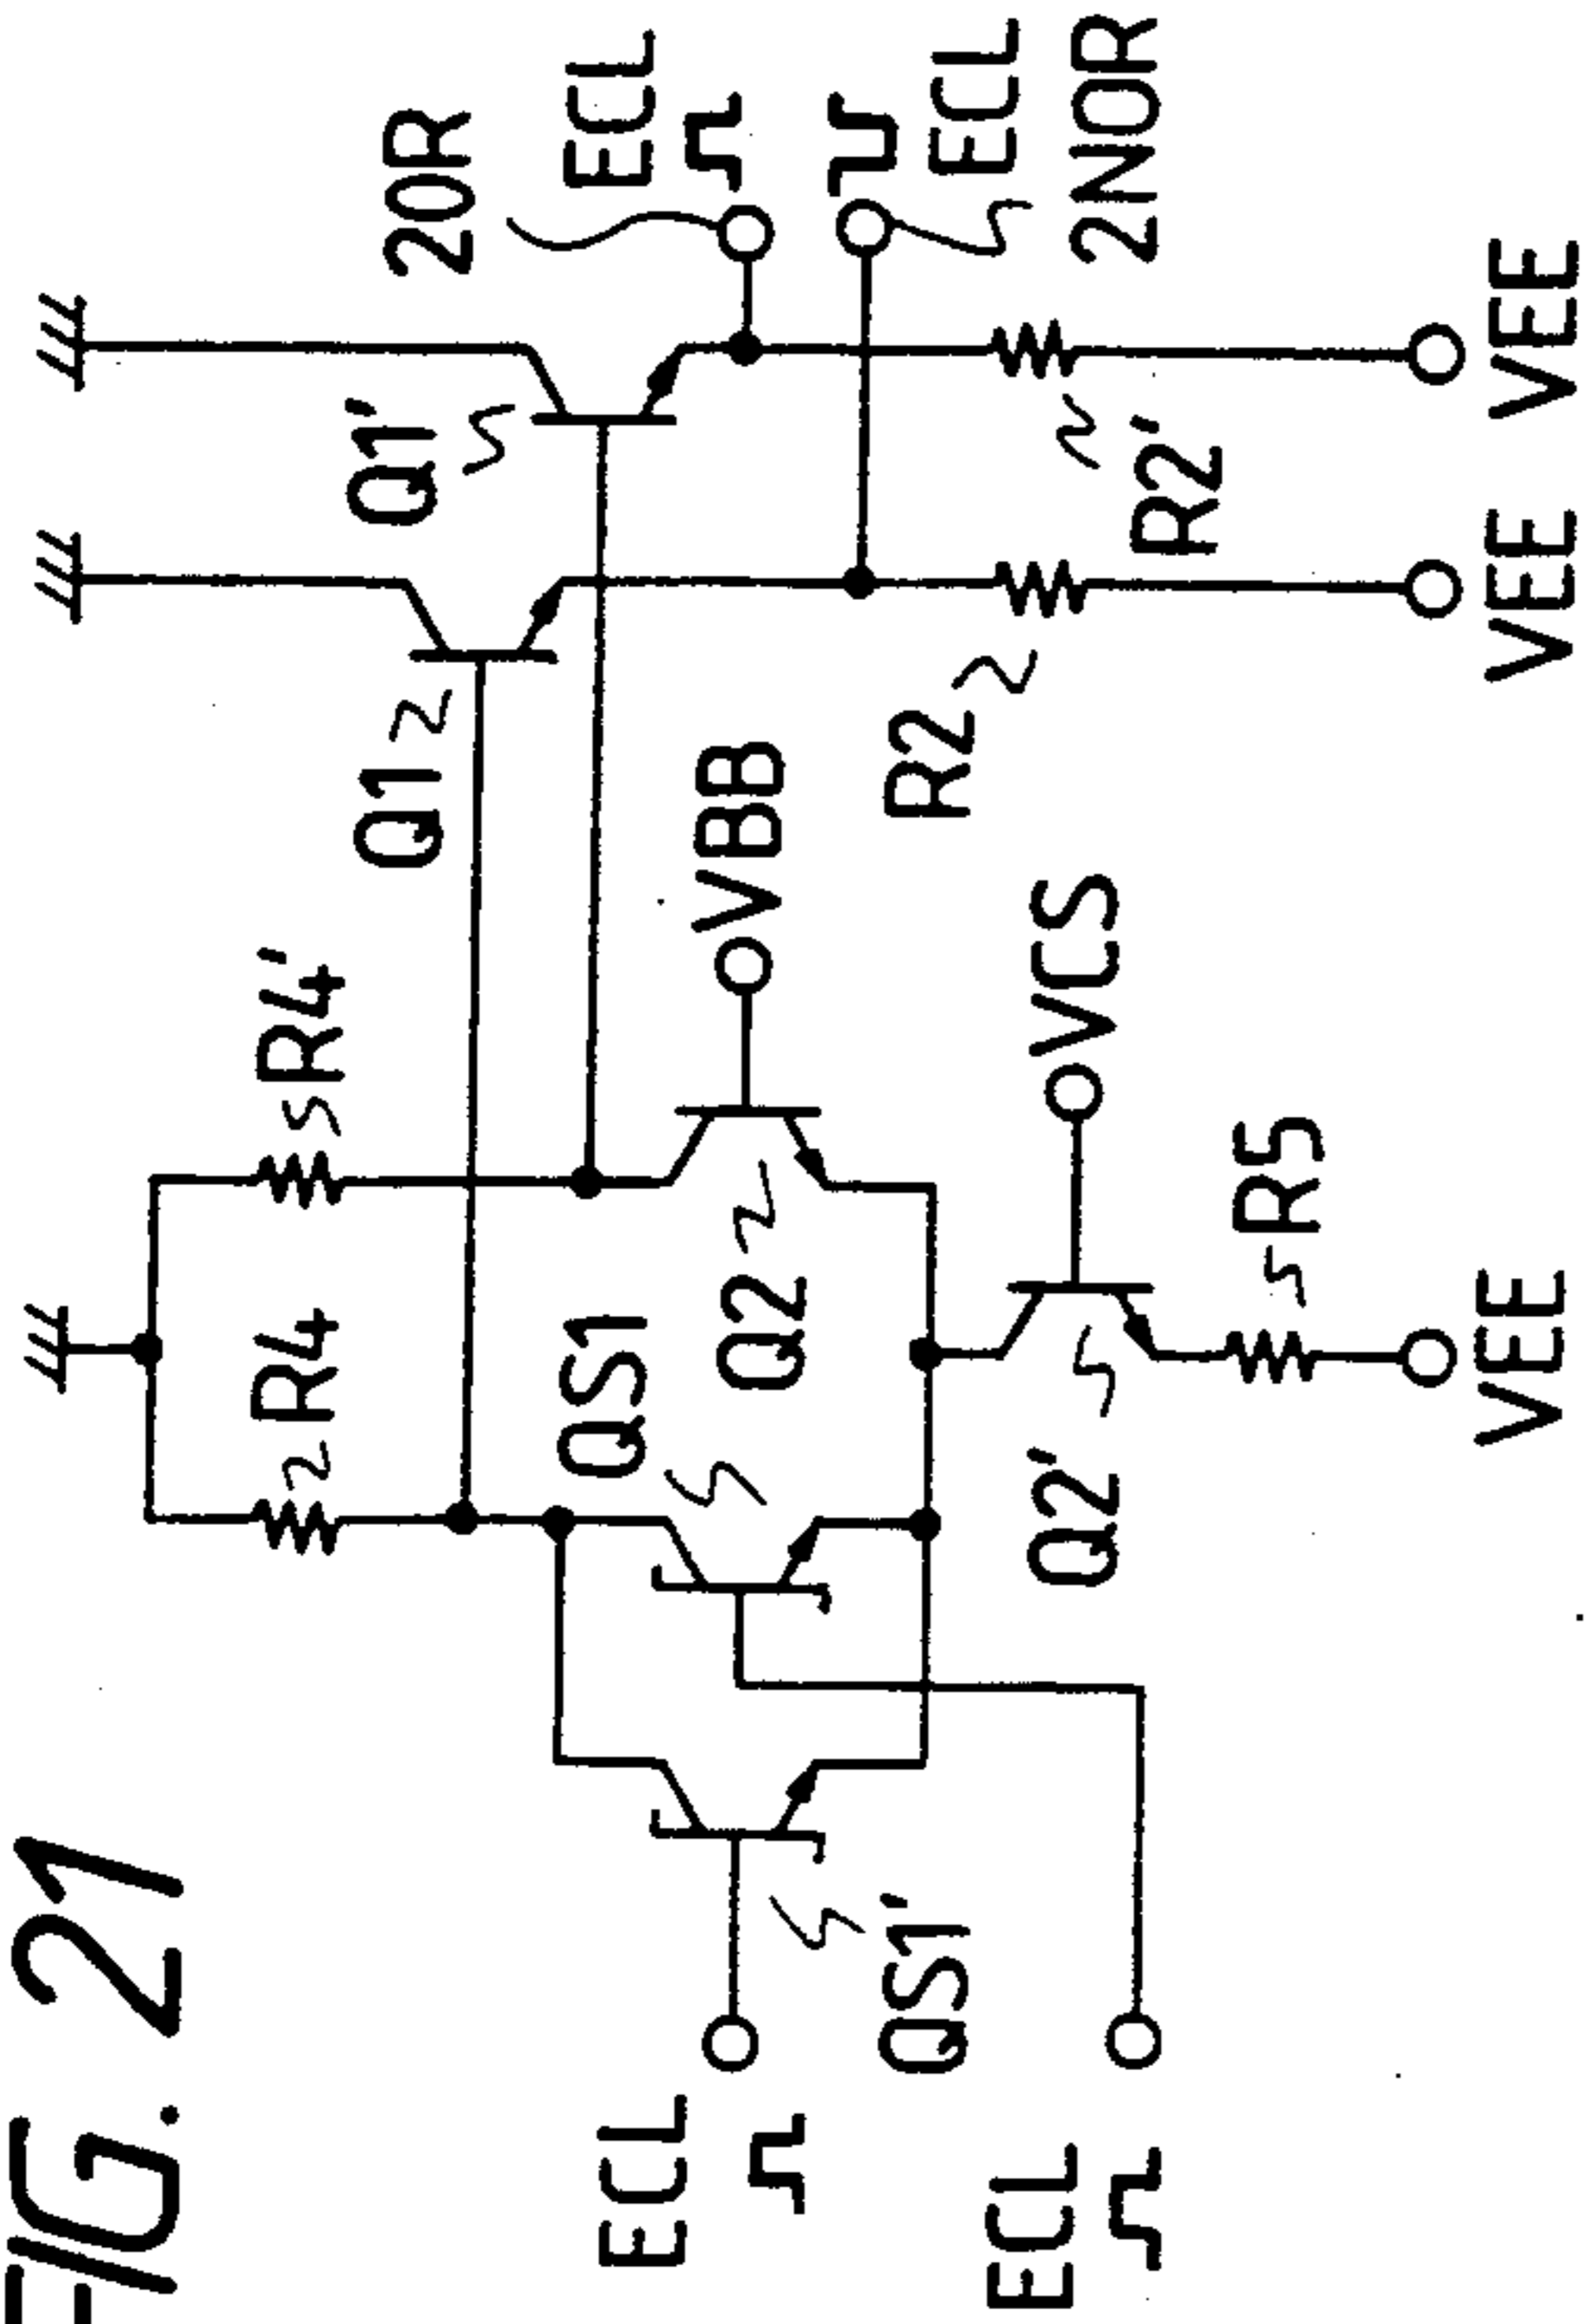 FIG. 21
R4
R4'
Q1
Q1'
2OR
ECL
ECL
QS1
VBB
ECL
Q2
QS1'
R2
2NOR
ECL
Q2'
VCS
R2'
R5
VEE
VEE
VEE